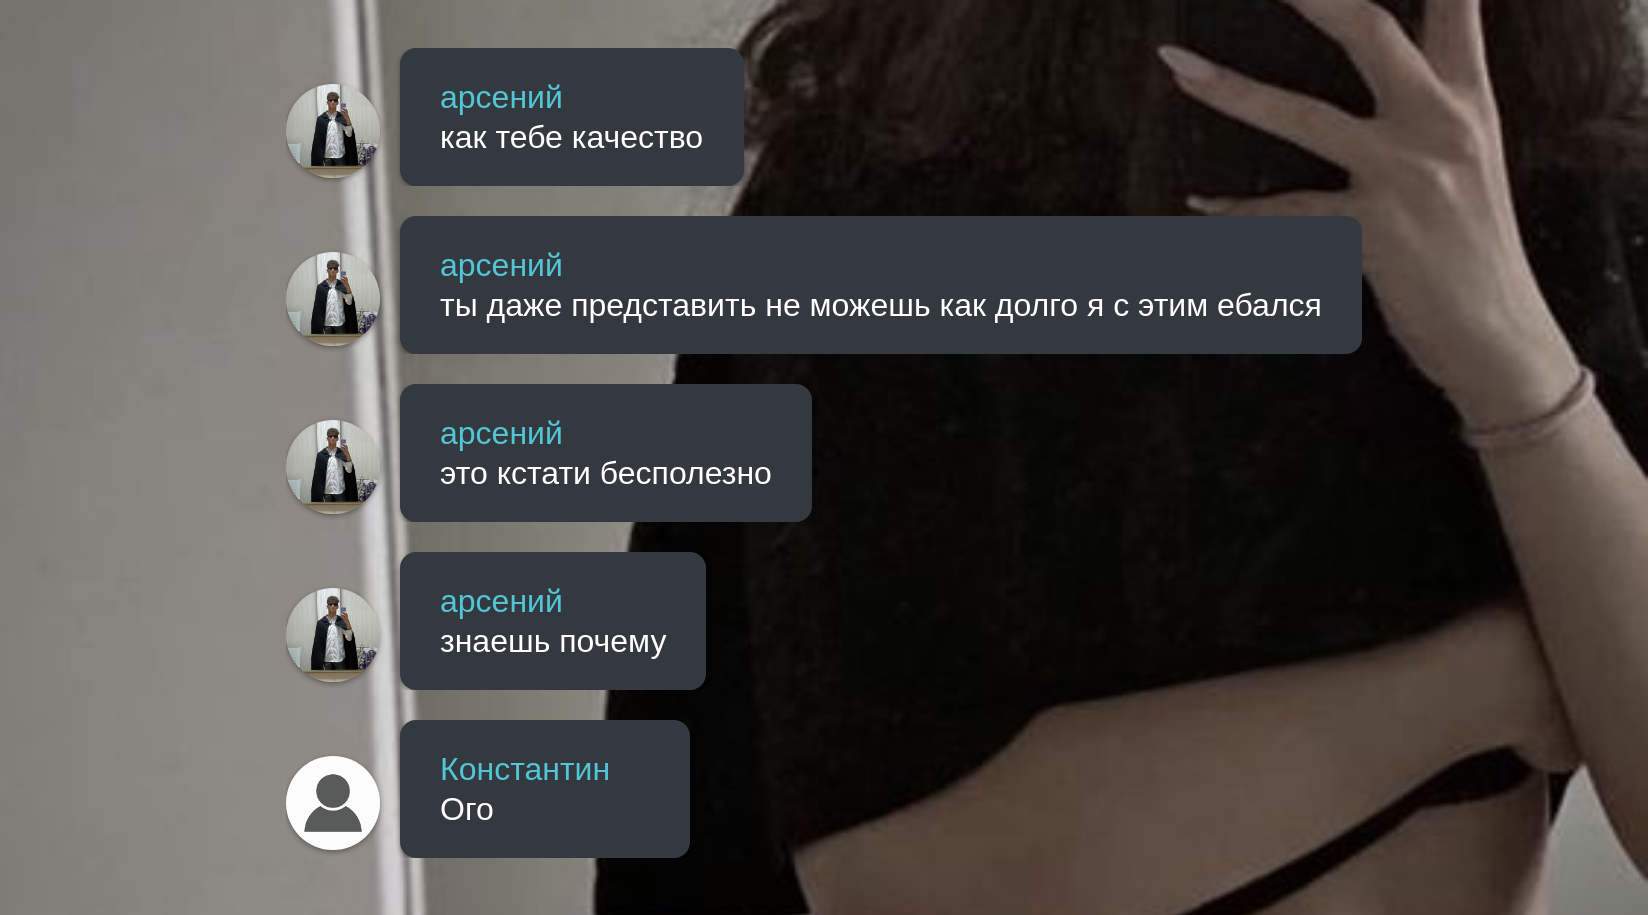 арсений
как тебе качество
арсений
ты даже представить не можешь как долго я с этим ебался
арсений
это кстати бесполезно
арсений
знаешь почему
Константин
Ого